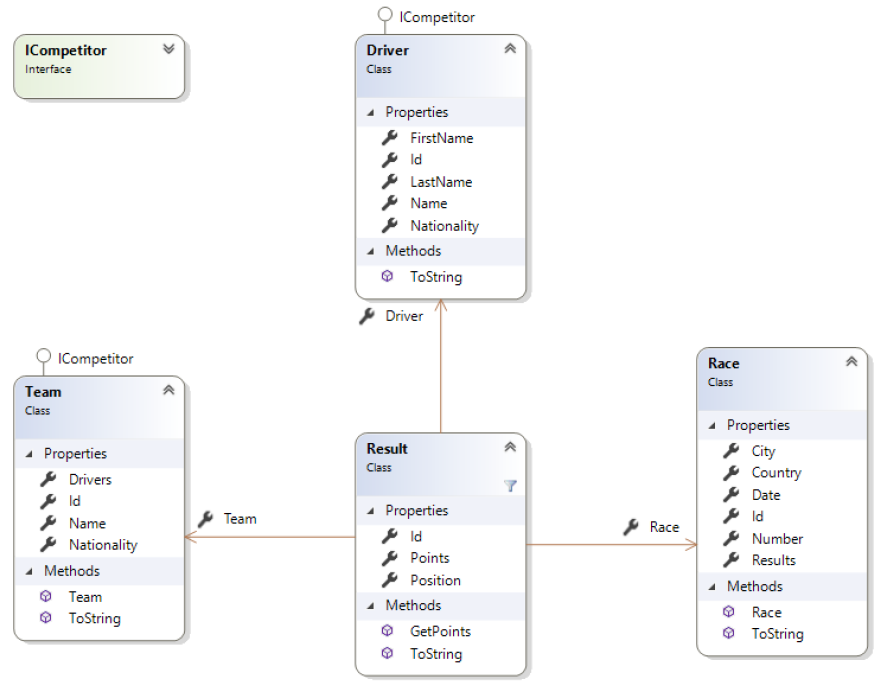 ICompetitor
Interface
ICompetitor
Driver
Class
Properties
FirstName
Id
LastName
Name
Nationality
Methods
ToString
Driver
ICompetitor
Team
Class
Properties
Drivers
Id
Name
Nationality
Methods
Team
ToString
Team
Result
Class
Properties
Id
Points
Position
Methods
GetPoints
ToString
Race
Race
Class
Properties
City
Country
Date
Id
Number
Results
Methods
Race
ToString